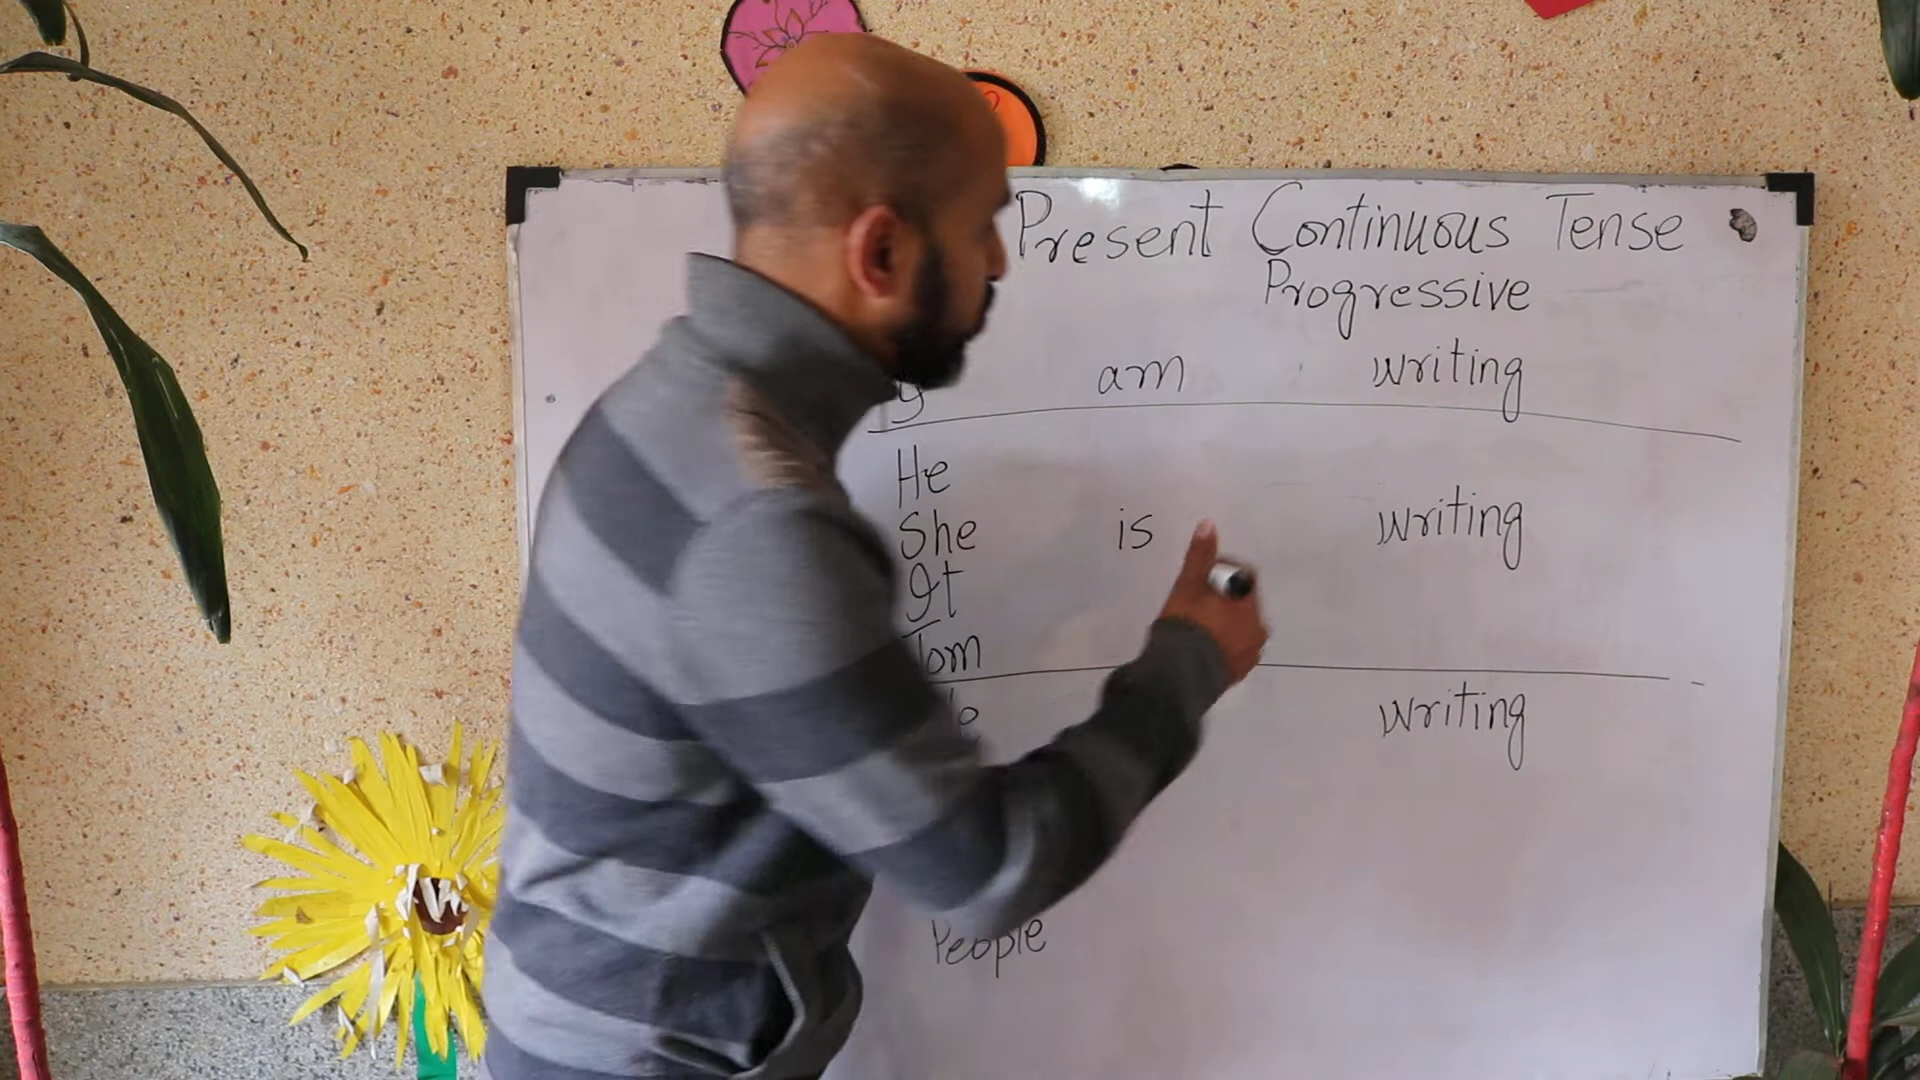 Present Continuous Tense
Progressive
I am writing
He
She is writing
It
Tom
writing
People